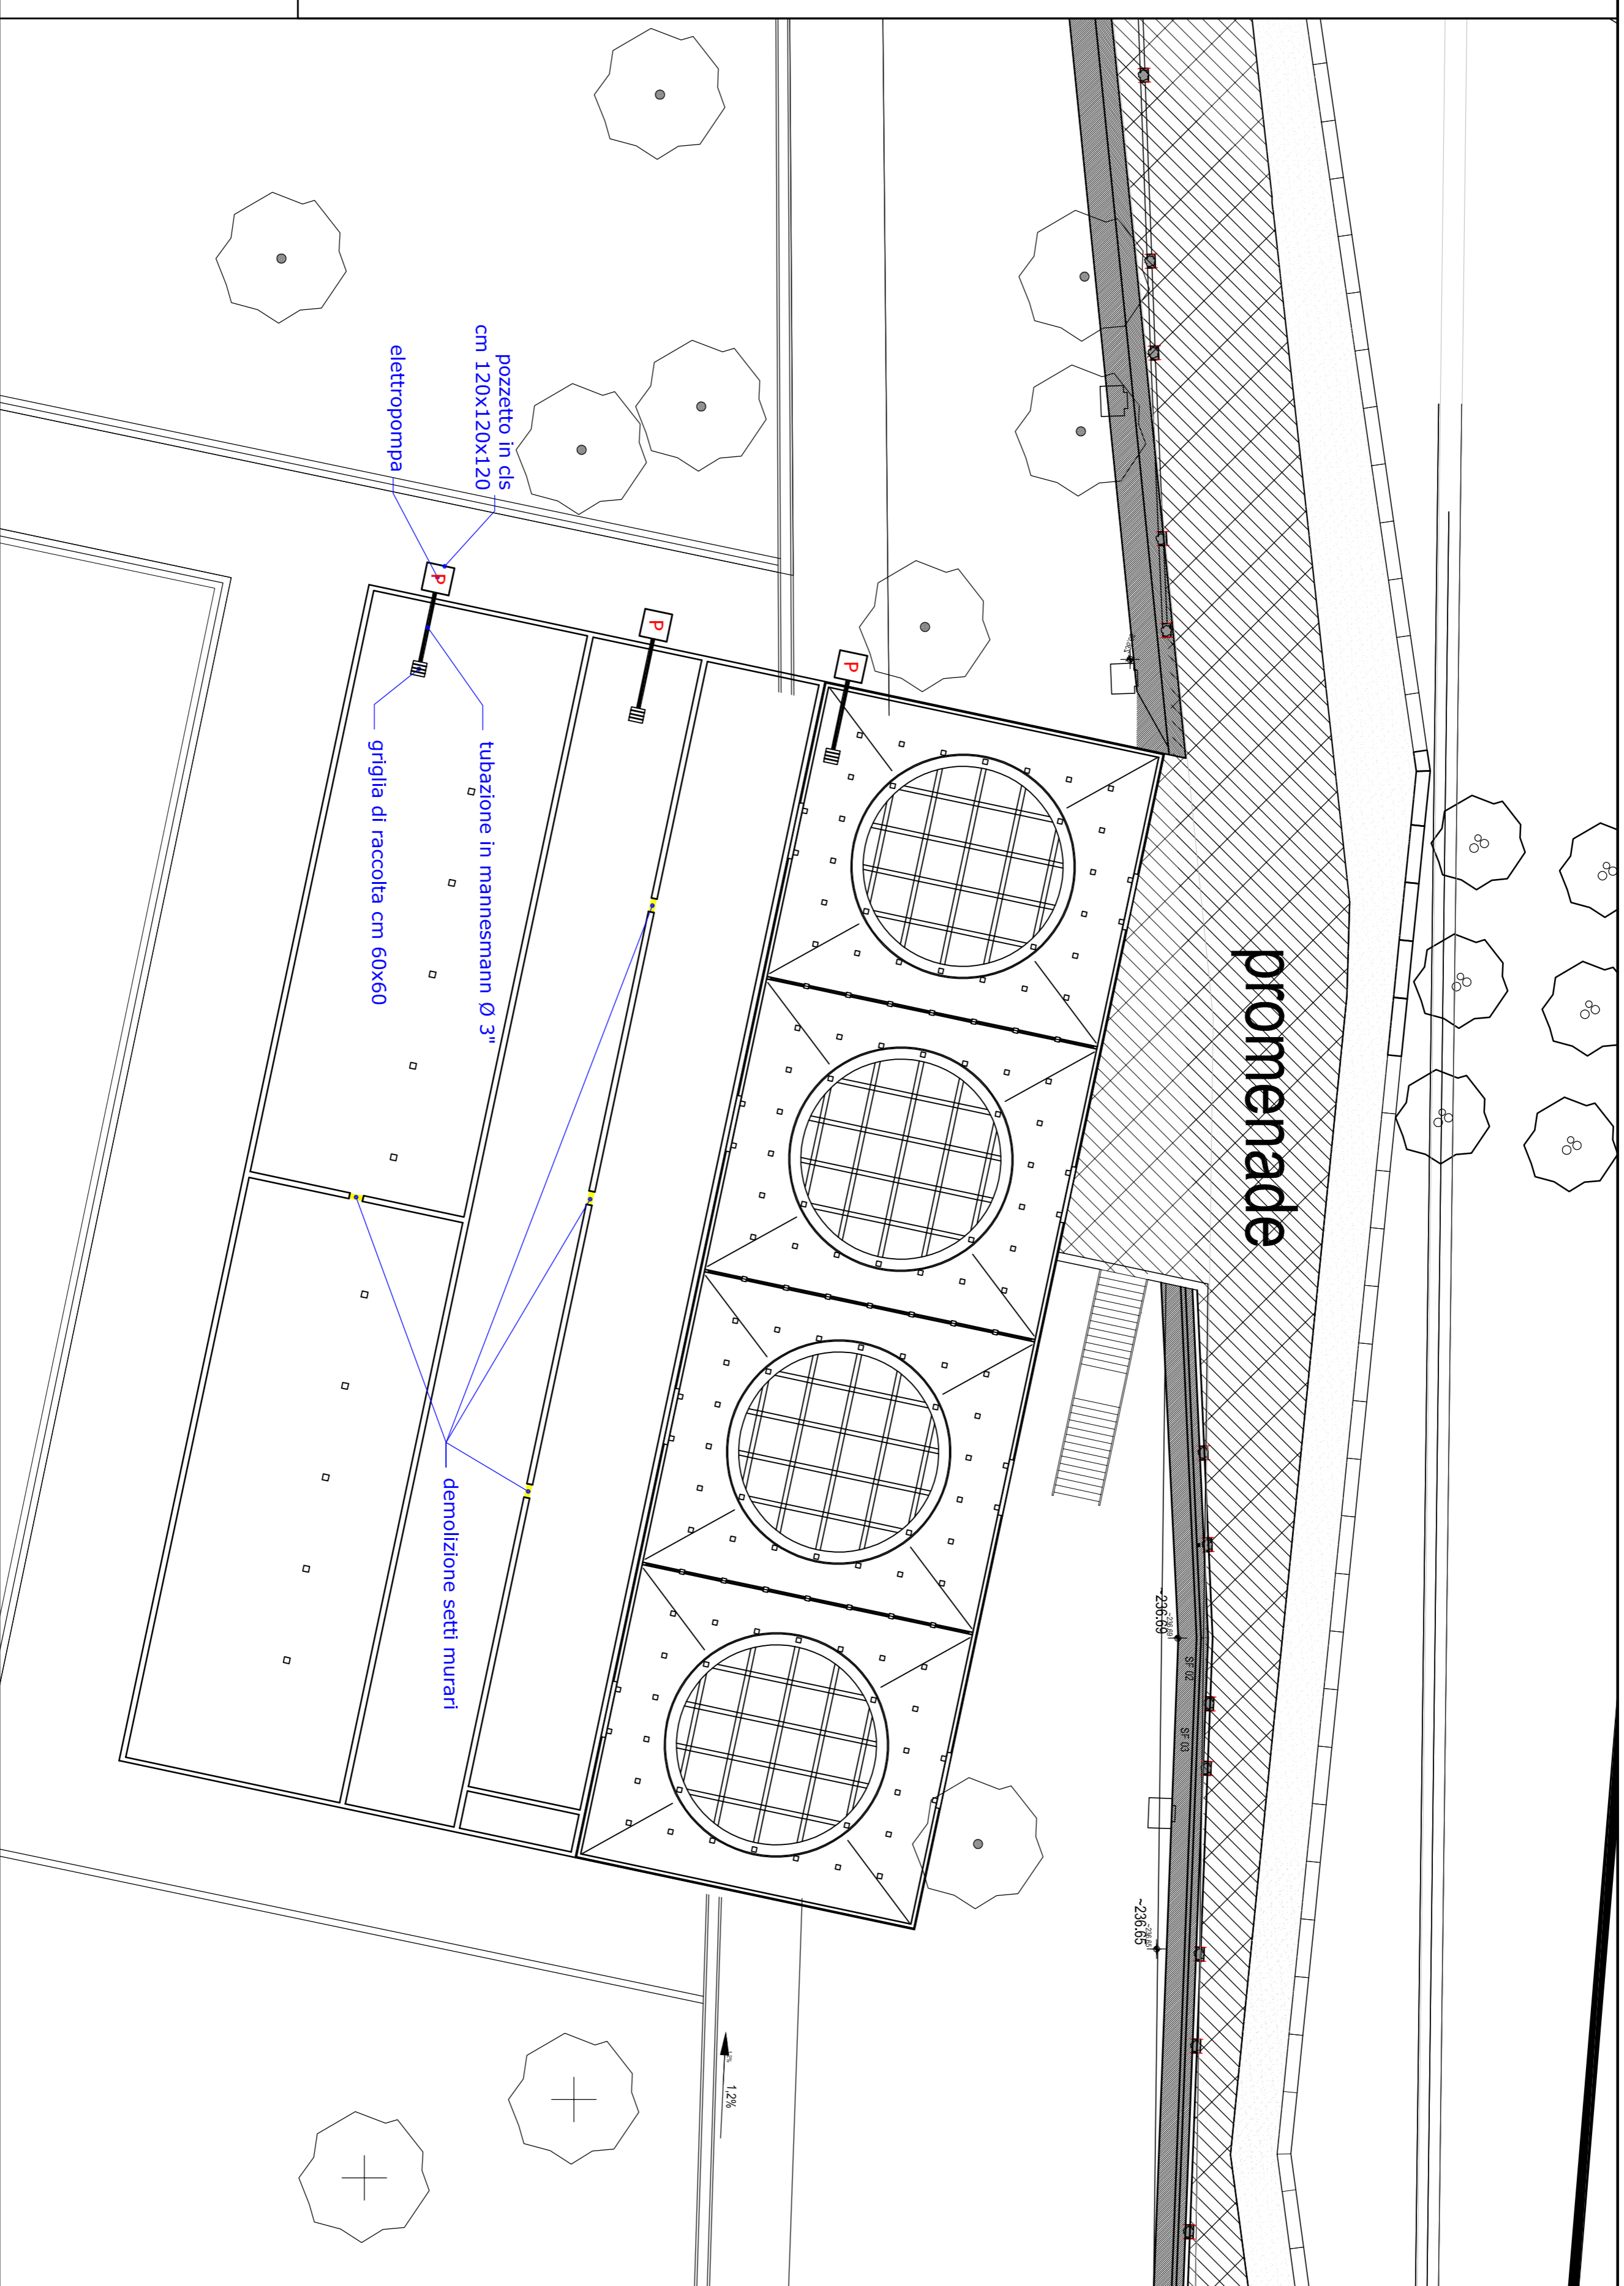 promenade
pozzetto in cls
cm 120x120x120
elettropompa
P
P
P
tubazione in mannesmann Ø 3"
griglia di raccolta cm 60x60
demolizione setti murari
~236.69
SF 02
SF 03
~236.65
1,2%